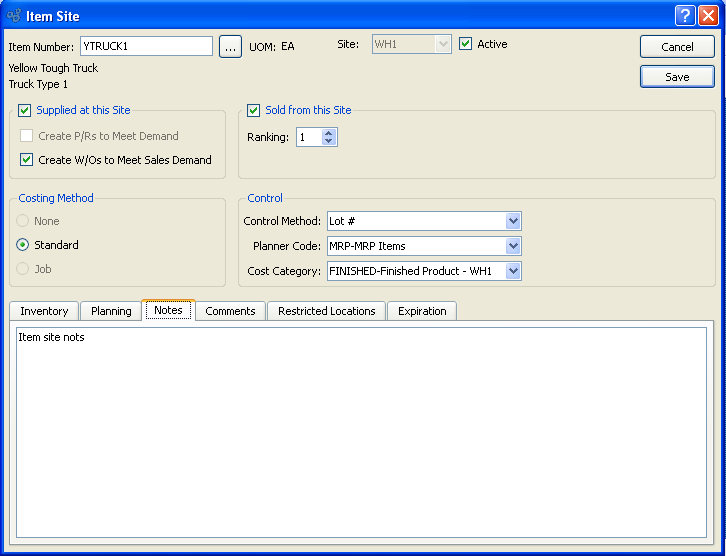 Item Site
Item Number: YTRUCK1 ... UOM: EA Site: WH1 Active Cancel
Yellow Tough Truck
Truck Type 1 Save
Supplied at this Site Sold from this Site
Create P/Rs to Meet Demand Ranking: 1
Create W/Os to Meet Sales Demand
Costing Method Control
None Control Method: Lot #
Standard Planner Code: MRP-MRP Items
Job Cost Category: FINISHED-Finished Product - WH1
Inventory Planning Notes Comments Restricted Locations Expiration
Item site nots